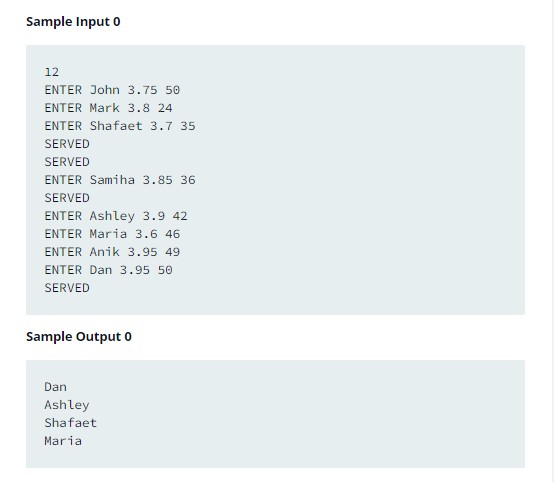 Sample Input 0
12
ENTER John 3.75 50
ENTER Mark 3.8 24
ENTER Shafaet 3.7 35
SERVED
SERVED
ENTER Samiha 3.85 36
SERVED
ENTER Ashley 3.9 42
ENTER Maria 3.6 46
ENTER Anik 3.95 49
ENTER Dan 3.95 50
SERVED
Sample Output 0
Dan
Ashley
Shafaet
Maria